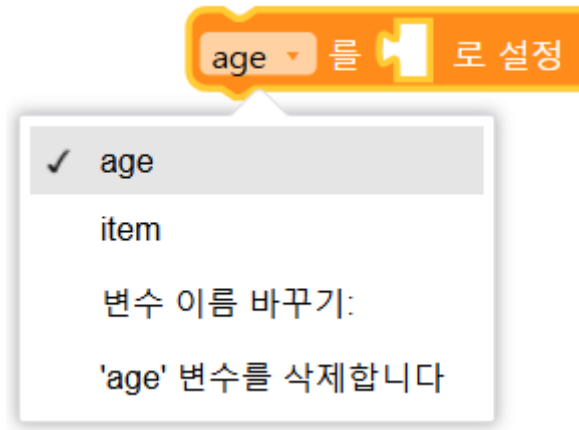 age 를 로 설정
age
item
변수 이름 바꾸기:
'age' 변수를 삭제합니다